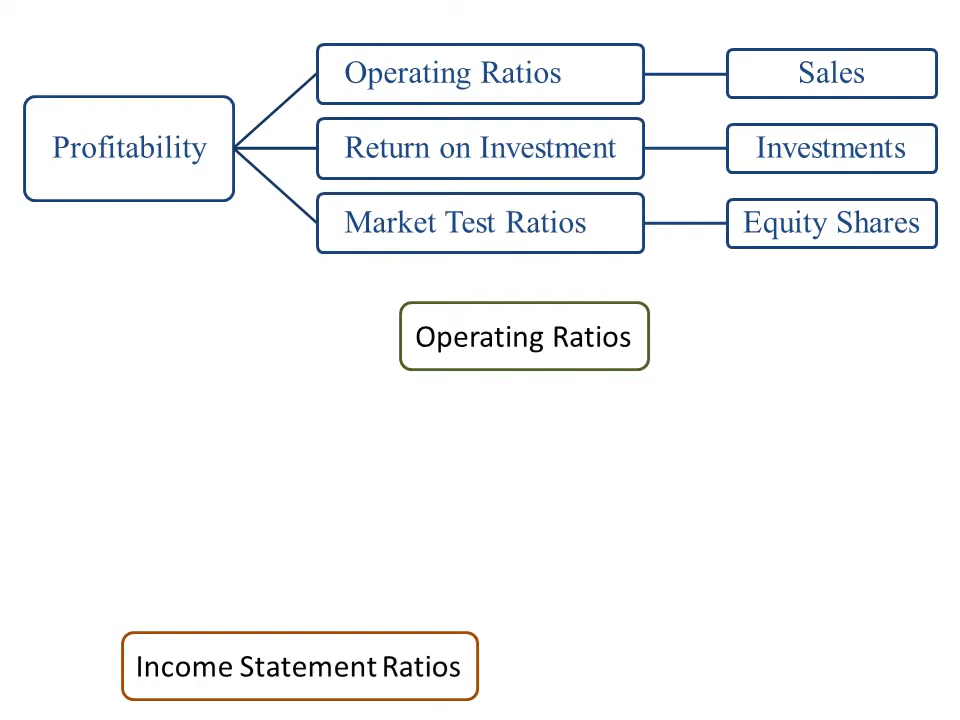 Operating Ratios
Sales
Profitability
Return on Investment
Investments
Market Test Ratios
Equity Shares
Operating Ratios
Income Statement Ratios